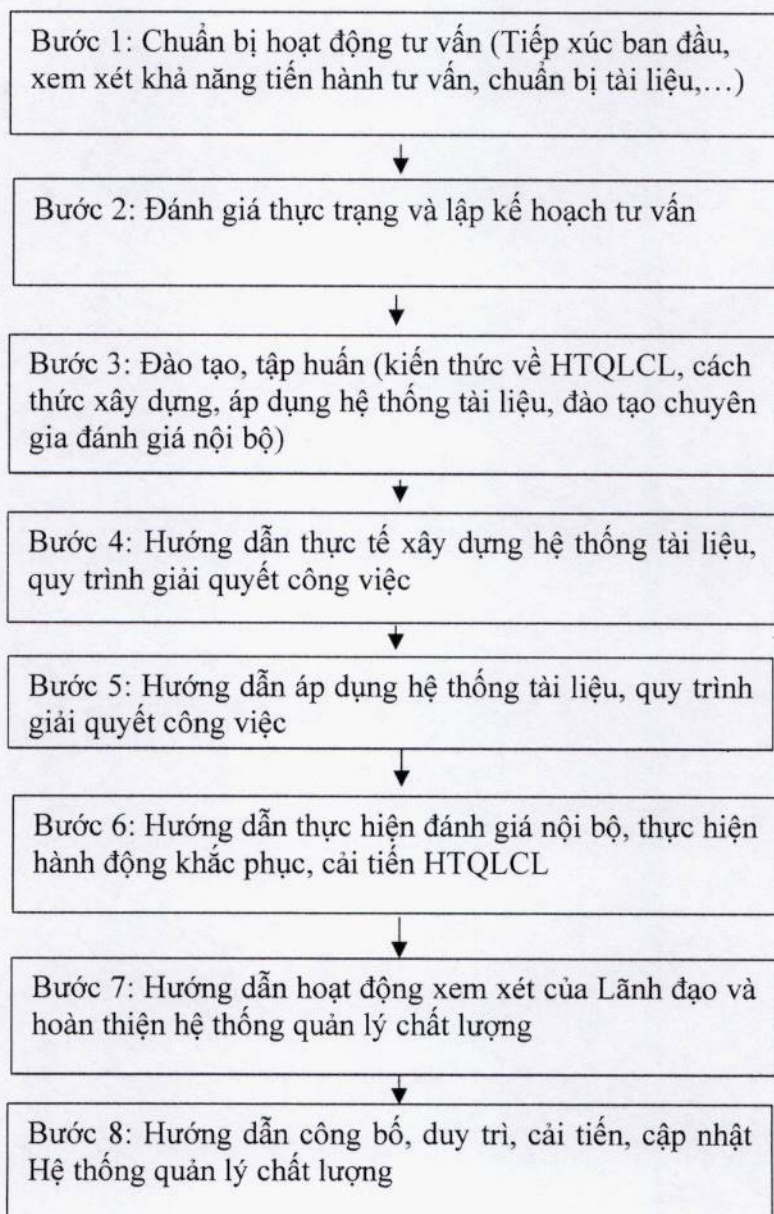 Bước 1: Chuẩn bị hoạt động tư vấn (Tiếp xúc ban đầu,
xem xét khả năng tiến hành tư vấn, chuẩn bị tài liệu,…)
Bước 2: Đánh giá thực trạng và lập kế hoạch tư vấn
Bước 3: Đào tạo, tập huấn (kiến thức về HTQLCL, cách
thức xây dựng, áp dụng hệ thống tài liệu, đào tạo chuyên
gia đánh giá nội bộ)
Bước 4: Hướng dẫn thực tế xây dựng hệ thống tài liệu,
quy trình giải quyết công việc
Bước 5: Hướng dẫn áp dụng hệ thống tài liệu, quy trình
giải quyết công việc
Bước 6: Hướng dẫn thực hiện đánh giá nội bộ, thực hiện
hành động khắc phục, cải tiến HTQLCL
Bước 7: Hướng dẫn hoạt động xem xét của Lãnh đạo và
hoàn thiện hệ thống quản lý chất lượng
Bước 8: Hướng dẫn công bố, duy trì, cải tiến, cập nhật
Hệ thống quản lý chất lượng